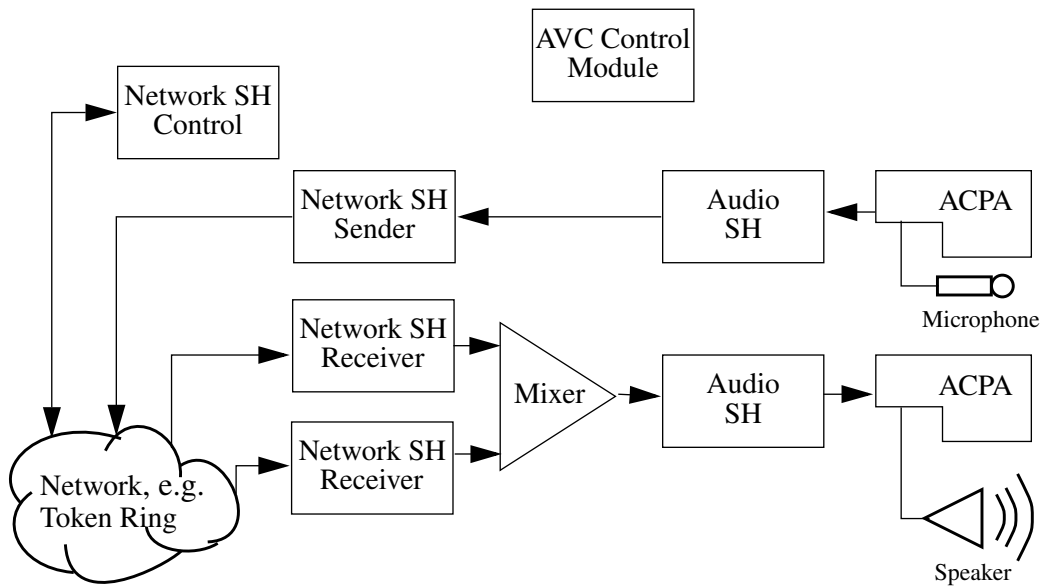 AVC Control
Module
Network SH
Control
Network SH
Sender
Audio
SH
ACPA
Microphone
Network SH
Receiver
Mixer
Audio
SH
ACPA
Network SH
Receiver
Network, e.g.
Token Ring
Speaker